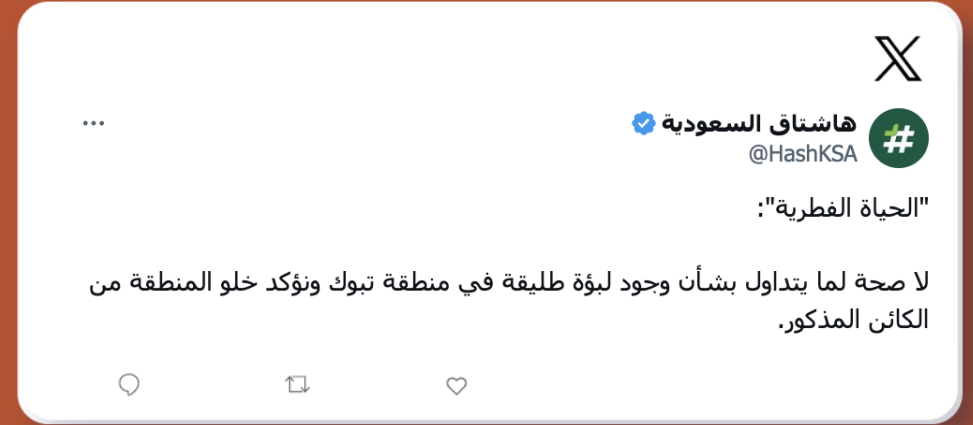 هاشتاق السعودية
@HashKSA
"الحياة الفطرية":
لا صحة لما يتداول بشأن وجود لبؤة طليقة في منطقة تبوك ونؤكد خلو المنطقة من
الكائن المذكور.